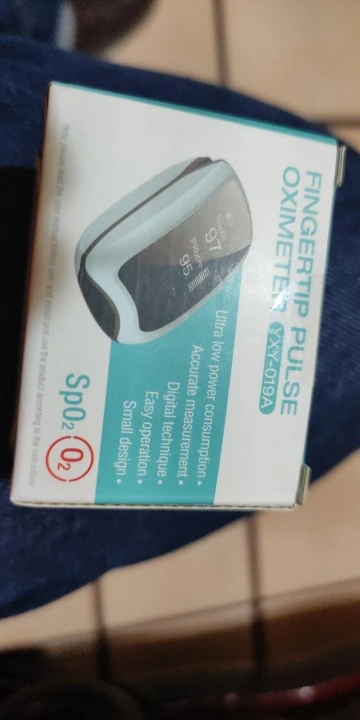 FINGERTIP PULSE
OXIMETER YXY-019A
Ultra low power consumption •
Accurate measurement •
Digital technique •
Easy operation •
Small design •
97
95
SpO₂ O₂